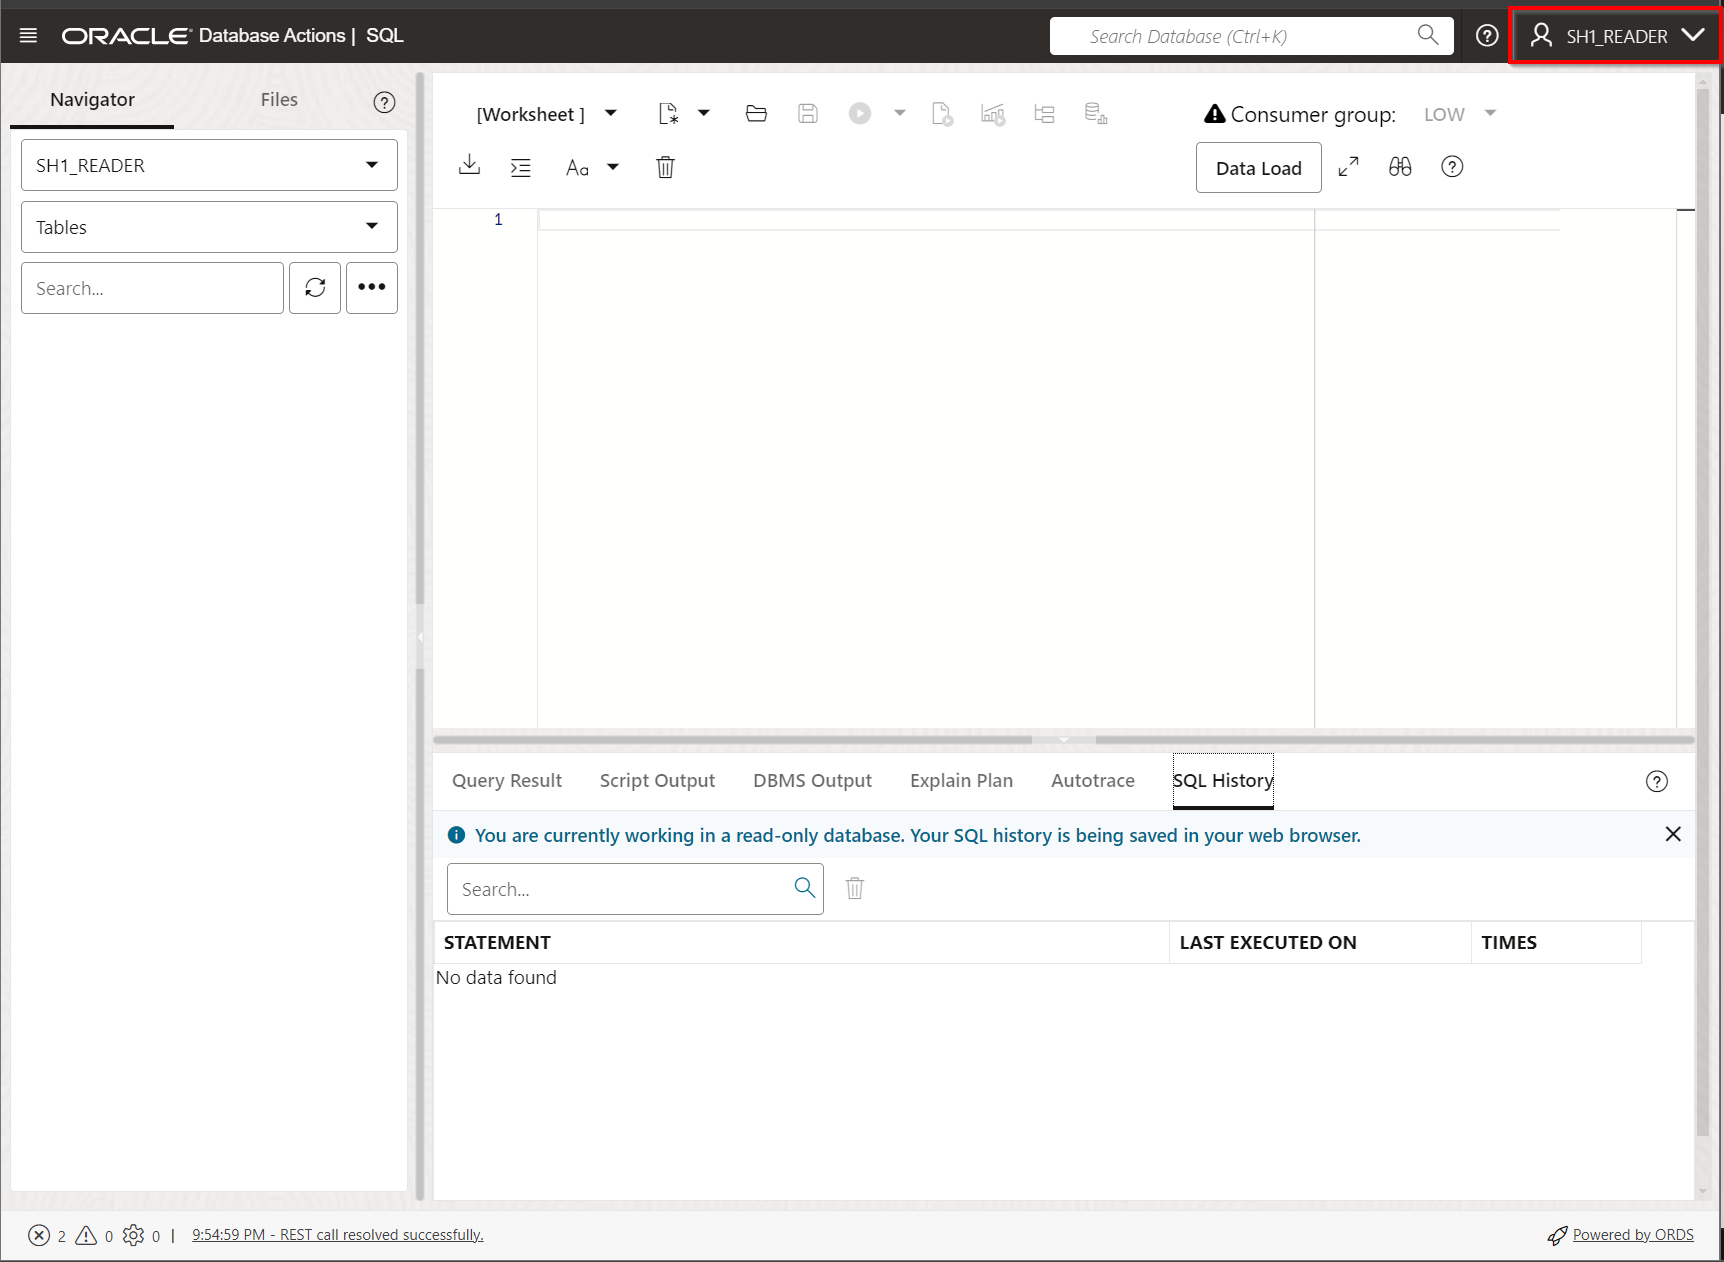 ORACLE Database Actions | SQL
Search Database (Ctrl+K)
SH1_READER
Navigator
Files
SH1_READER
Tables
Search...
[Worksheet ]
Consumer group:
LOW
Aa
Data Load
1
Query Result
Script Output
DBMS Output
Explain Plan
Autotrace
SQL History
You are currently working in a read-only database. Your SQL history is being saved in your web browser.
Search...
STATEMENT
LAST EXECUTED ON
TIMES
No data found
2
0
0
| 9:54:59 PM - REST call resolved successfully.
Powered by ORDS